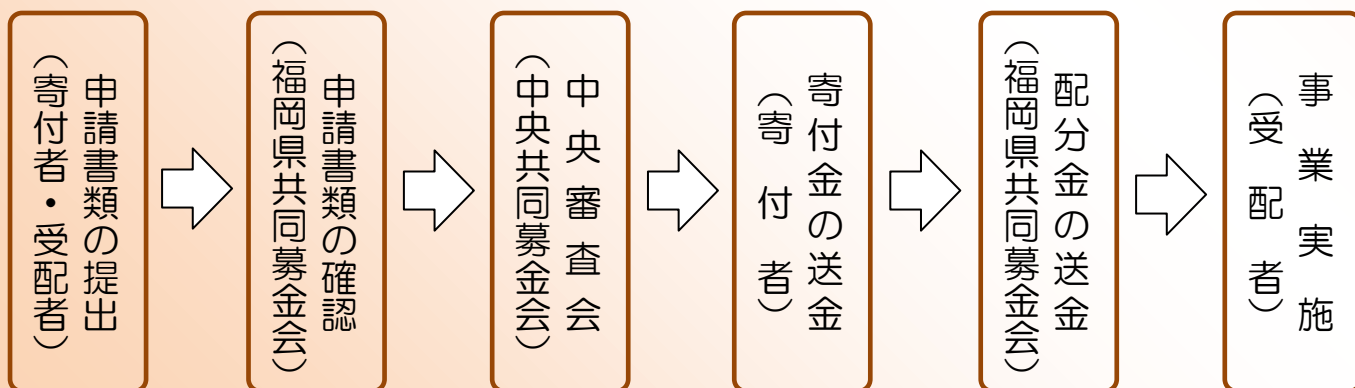 申請書類の提出
（寄付者・受配者）
申請書類の確認
（福岡県共同募金会）
中央審査会
（中央共同募金会）
寄付金の送金
（寄付者）
配分金の送金
（福岡県共同募金会）
事業実施
（受配者）